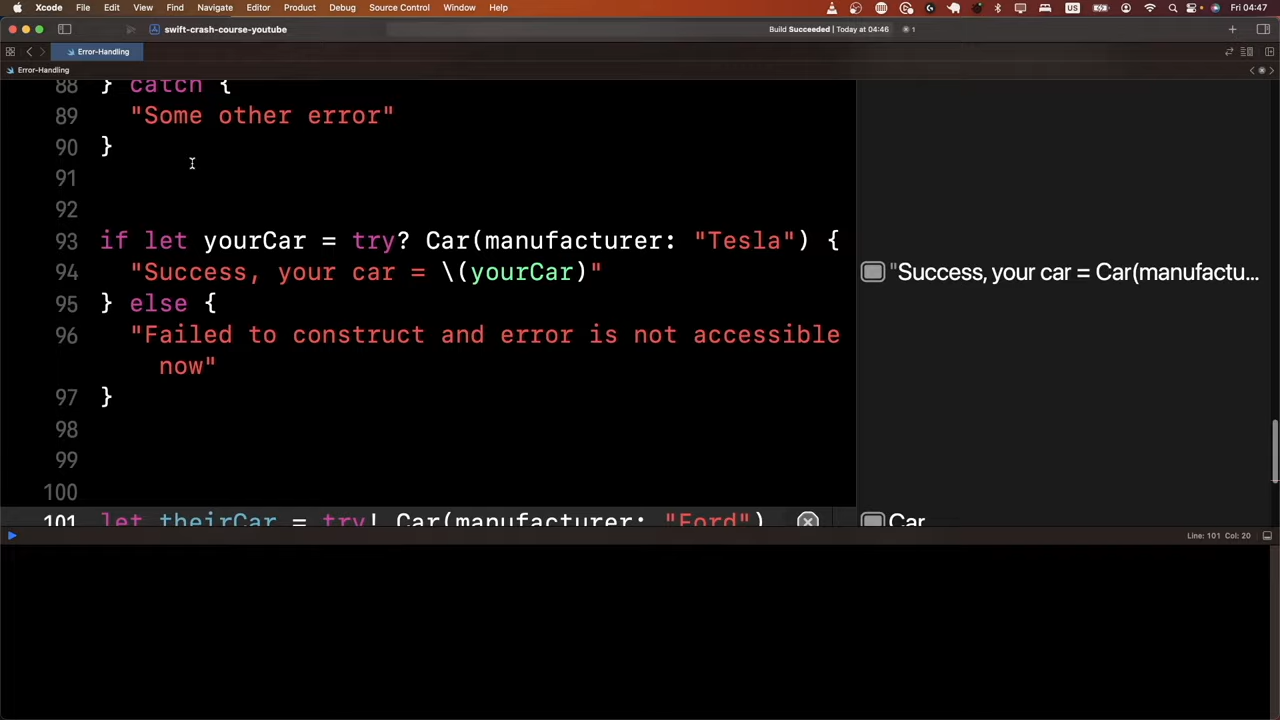 Xcode File Edit View Find Navigate Editor Product Debug Source Control Window Help Fri 04:47
swift-crash-course-youtube Build Succeeded | Today at 04:46 1
Error-Handling
Error-Handling
88 } catch {
89 "Some other error"
90 }
91
92
93 if let yourCar = try? Car(manufacturer: "Tesla") {
94 "Success, your car = \(yourCar)" "Success, your car = Car(manufactu...
95 } else {
96 "Failed to construct and error is not accessible
now"
97 }
98
99
100
101 let theirCar = try! Car(manufacturer: "Ford") Car
Line: 101 Col: 20